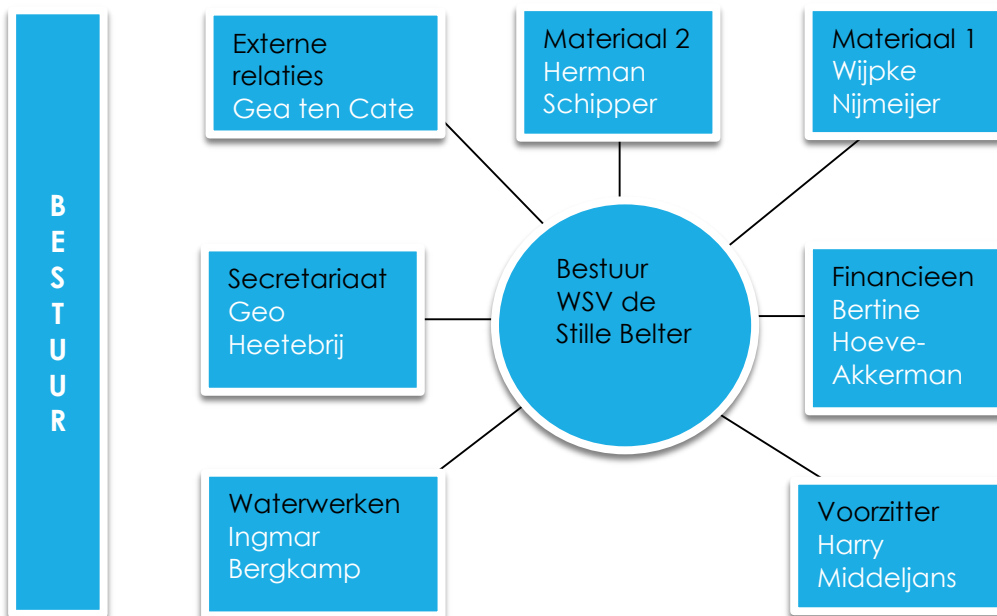 B
E
S
T
U
U
R
Externe
relaties
Gea ten Cate
Materiaal 2
Herman
Schipper
Materiaal 1
Wijpke
Nijmeijer
Secretariaat
Geo
Heetebrij
Bestuur
WSV de
Stille Belter
Financieen
Bertine
Hoeve-
Akkerman
Waterwerken
Ingmar
Bergkamp
Voorzitter
Harry
Middeljans